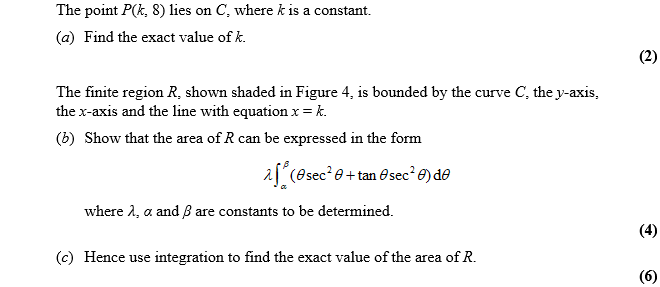 The point P(k, 8) lies on C, where k is a constant.
(a) Find the exact value of k.
(2)
The finite region R, shown shaded in Figure 4, is bounded by the curve C, the y-axis,
the x-axis and the line with equation x = k.
(b) Show that the area of R can be expressed in the form
λ∫_α^β (θ sec² θ + tan θ sec² θ) dθ
where λ, α and β are constants to be determined.
(4)
(c) Hence use integration to find the exact value of the area of R.
(6)